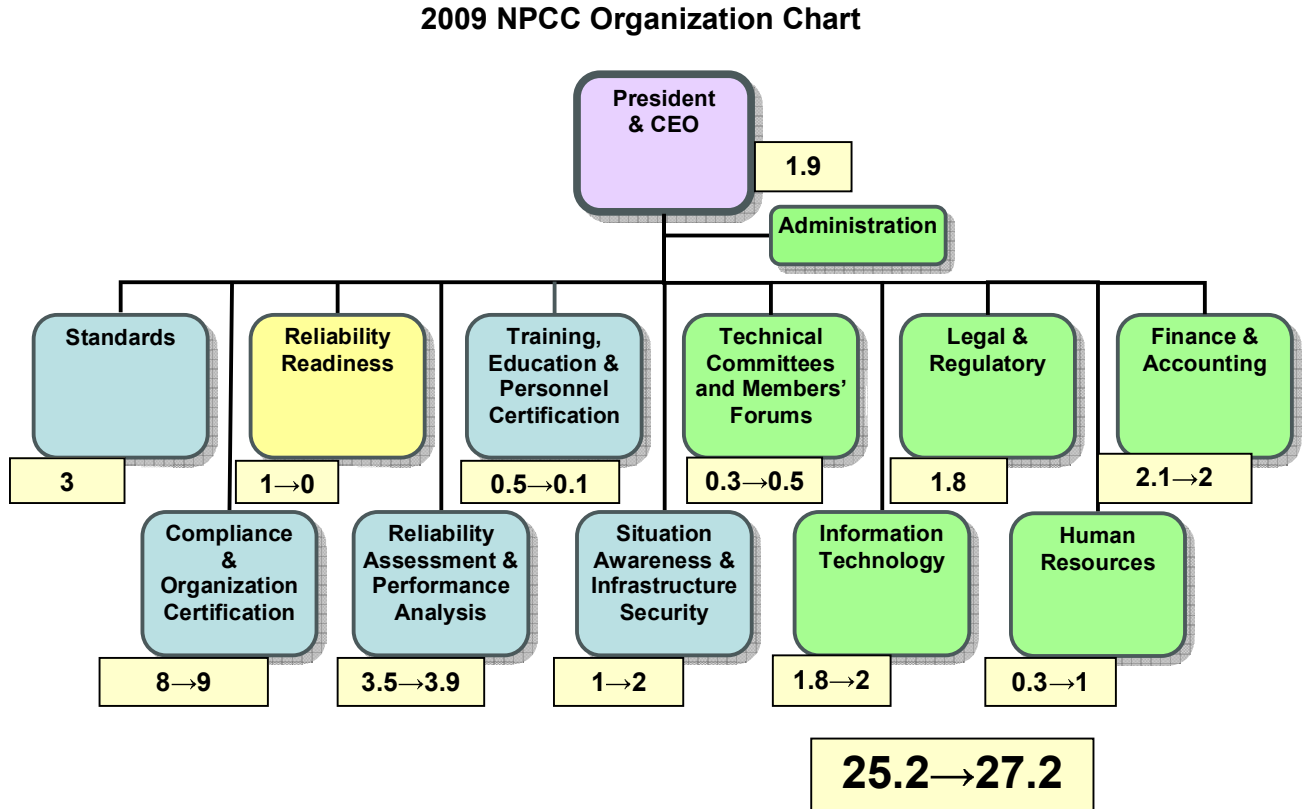 2009 NPCC Organization Chart
President
& CEO
1.9
Administration
Standards
3
Reliability
Readiness
1→0
Training,
Education &
Personnel
Certification
0.5→0.1
Technical
Committees
and Members’
Forums
0.3→0.5
Legal &
Regulatory
1.8
Finance &
Accounting
2.1→2
Compliance
&
Organization
Certification
8→9
Reliability
Assessment &
Performance
Analysis
3.5→3.9
Situation
Awareness &
Infrastructure
Security
1→2
Information
Technology
1.8→2
Human
Resources
0.3→1
25.2→27.2